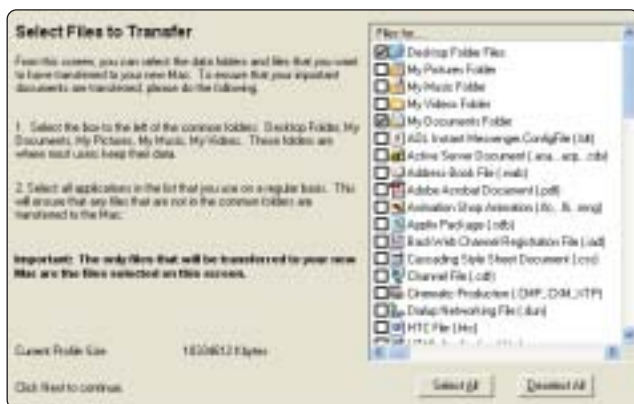 Select Files to Transfer
From this screen, you can select the data folders and files that you want
to have transferred to your new Mac. To ensure that your important
documents are transferred, please do the following.
1. Select the box to the left of the common folders: Desktop Folder, My
Documents, My Pictures, My Music, My Videos. These folders are
where most users keep their data.
2. Select all applications in the list that you use on a regular basis. This
will ensure that any files that are not in the common folders are
transferred to the Mac.
Important: The only files that will be transferred to your new
Mac are the files selected on this screen.
Current Profile Size
Click Next to continue.
Files for...
Desktop Folder Files
My Pictures Folder
My Music Folder
My Videos Folder
My Documents Folder
AOL Instant Messenger.ConfigFile
Active Server Document
Address Book File (.wab)
Adobe Acrobat Document (.pdf)
Animation Shop Animation
Applix Package
BackWeb Channel Registration File
Cascading Style Sheet Document (.css)
Channel File (.cdf)
Cinematic Production
Dialup Networking File (.dun)
HTC File (.htc)
Select All
Deselect All